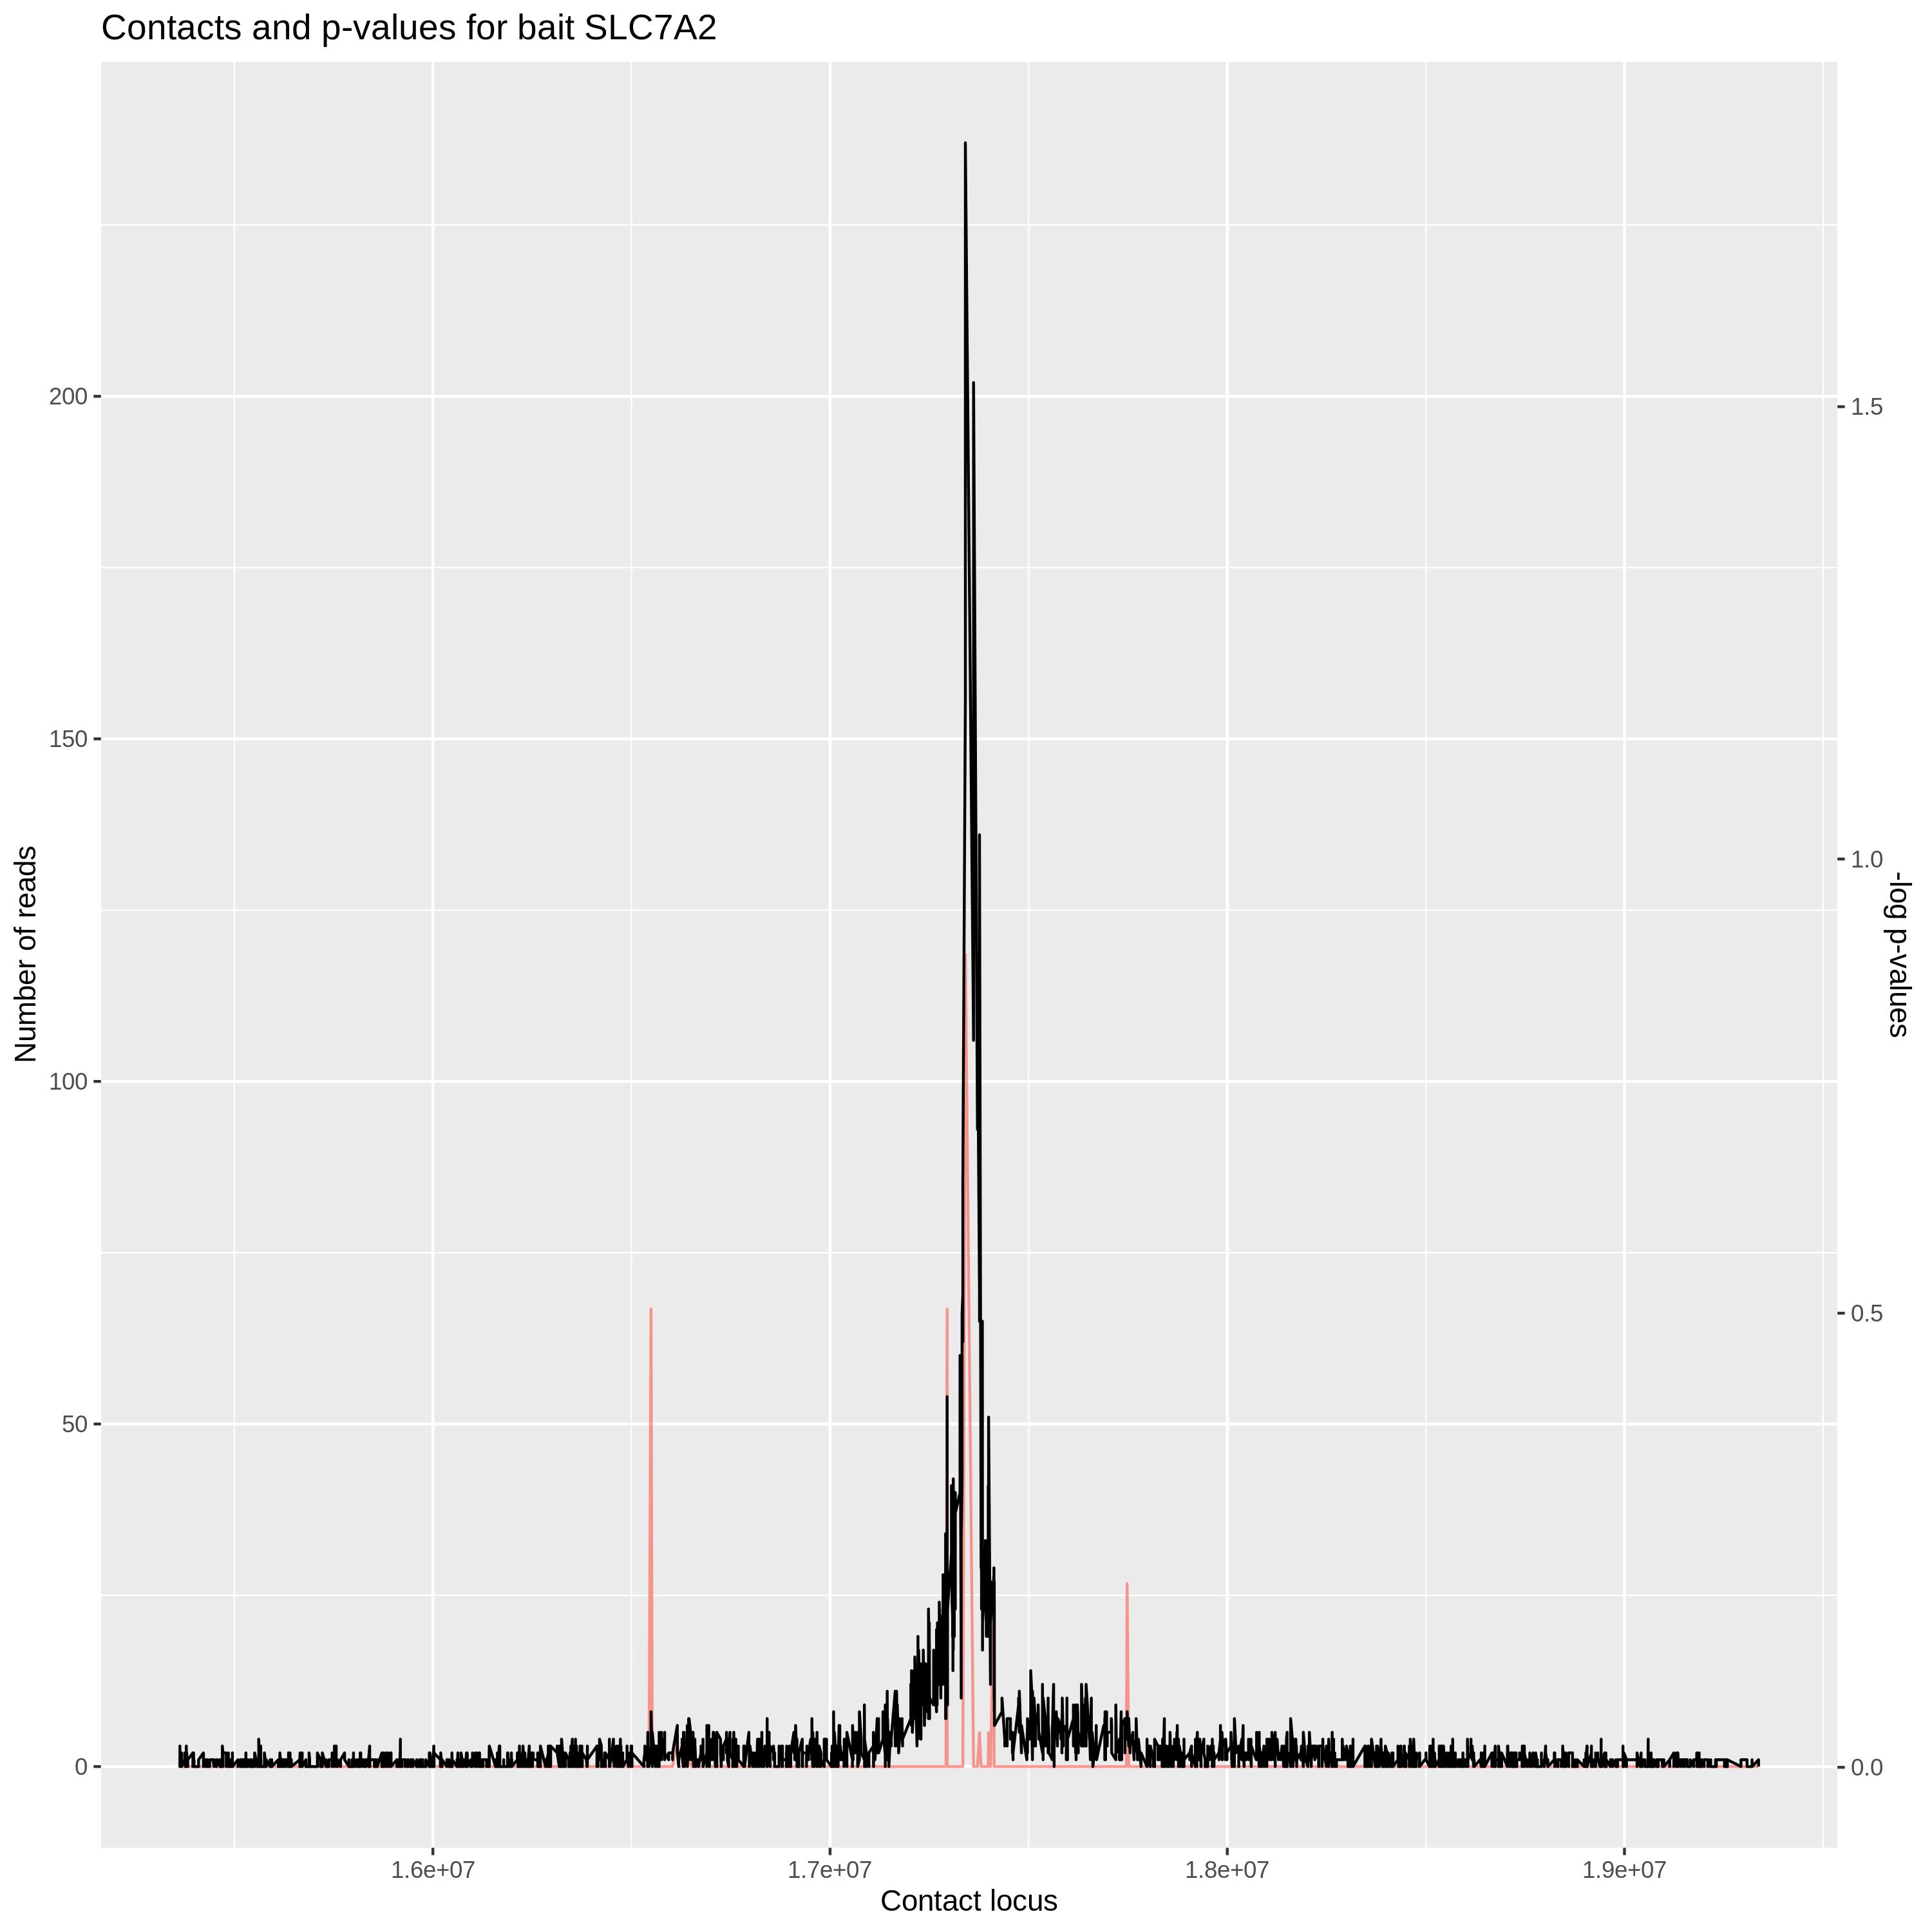 Contacts and p-values for bait SLC7A2
Number of reads
200
150
100
50
0
1.5
1.0
0.5
0.0
-log p-values
1.6e+07
1.7e+07
1.8e+07
1.9e+07
Contact locus